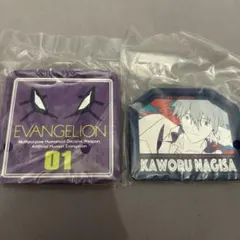 EVANGELION
Multipurpose Humanoid Decisive Weapon
Artificial Human Evangelion
01
KAWORU NAGISA